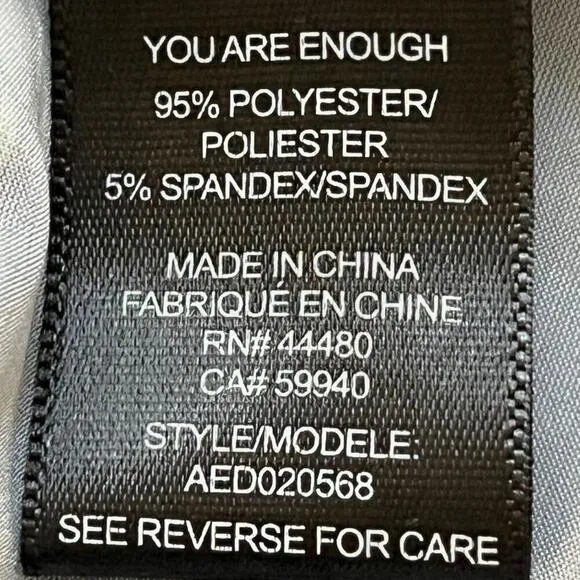 YOU ARE ENOUGH
95% POLYESTER/
POLIESTER
5% SPANDEX/SPANDEX
MADE IN CHINA
FABRIQUÉ EN CHINE
RN# 44480
CA# 59940
STYLE/MODELE:
AED020568
SEE REVERSE FOR CARE